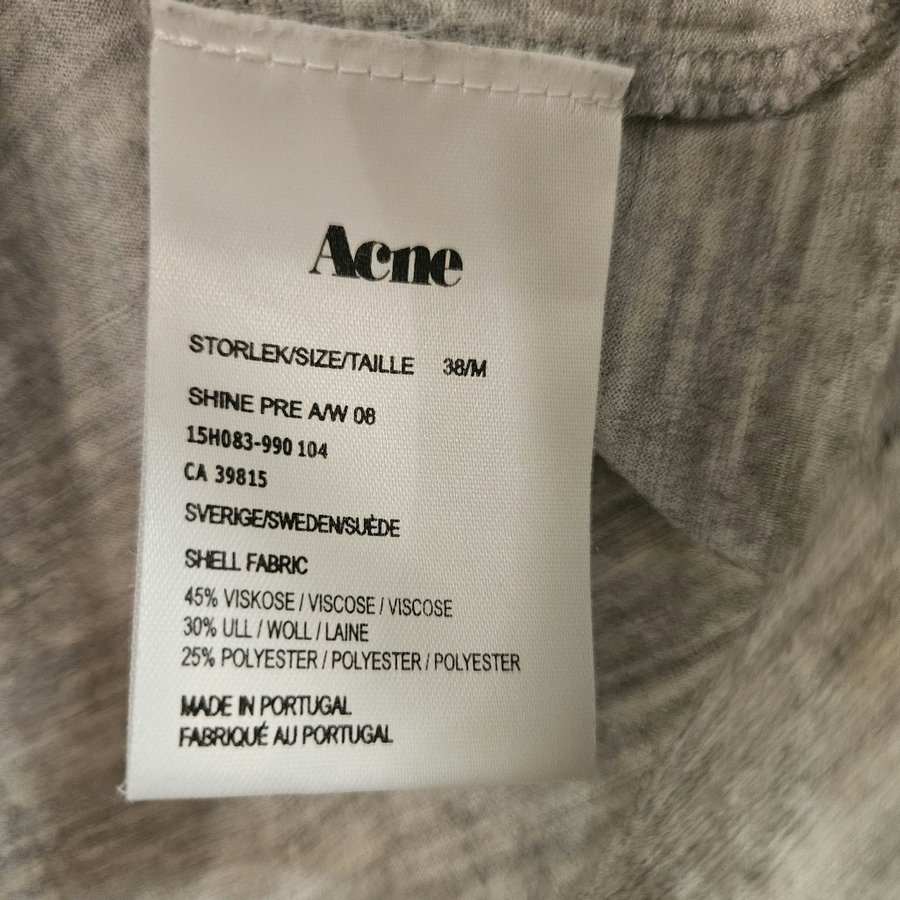 Acne
STORLEK/SIZE/TAILLE 38/M
SHINE PRE A/W 08
15H083-990 104
CA 39815
SVERIGE/SWEDEN/SUÈDE
SHELL FABRIC
45% VISKOSE / VISCOSE / VISCOSE
30% ULL / WOLL / LAINE
25% POLYESTER / POLYESTER / POLYESTER
MADE IN PORTUGAL
FABRIQUÉ AU PORTUGAL